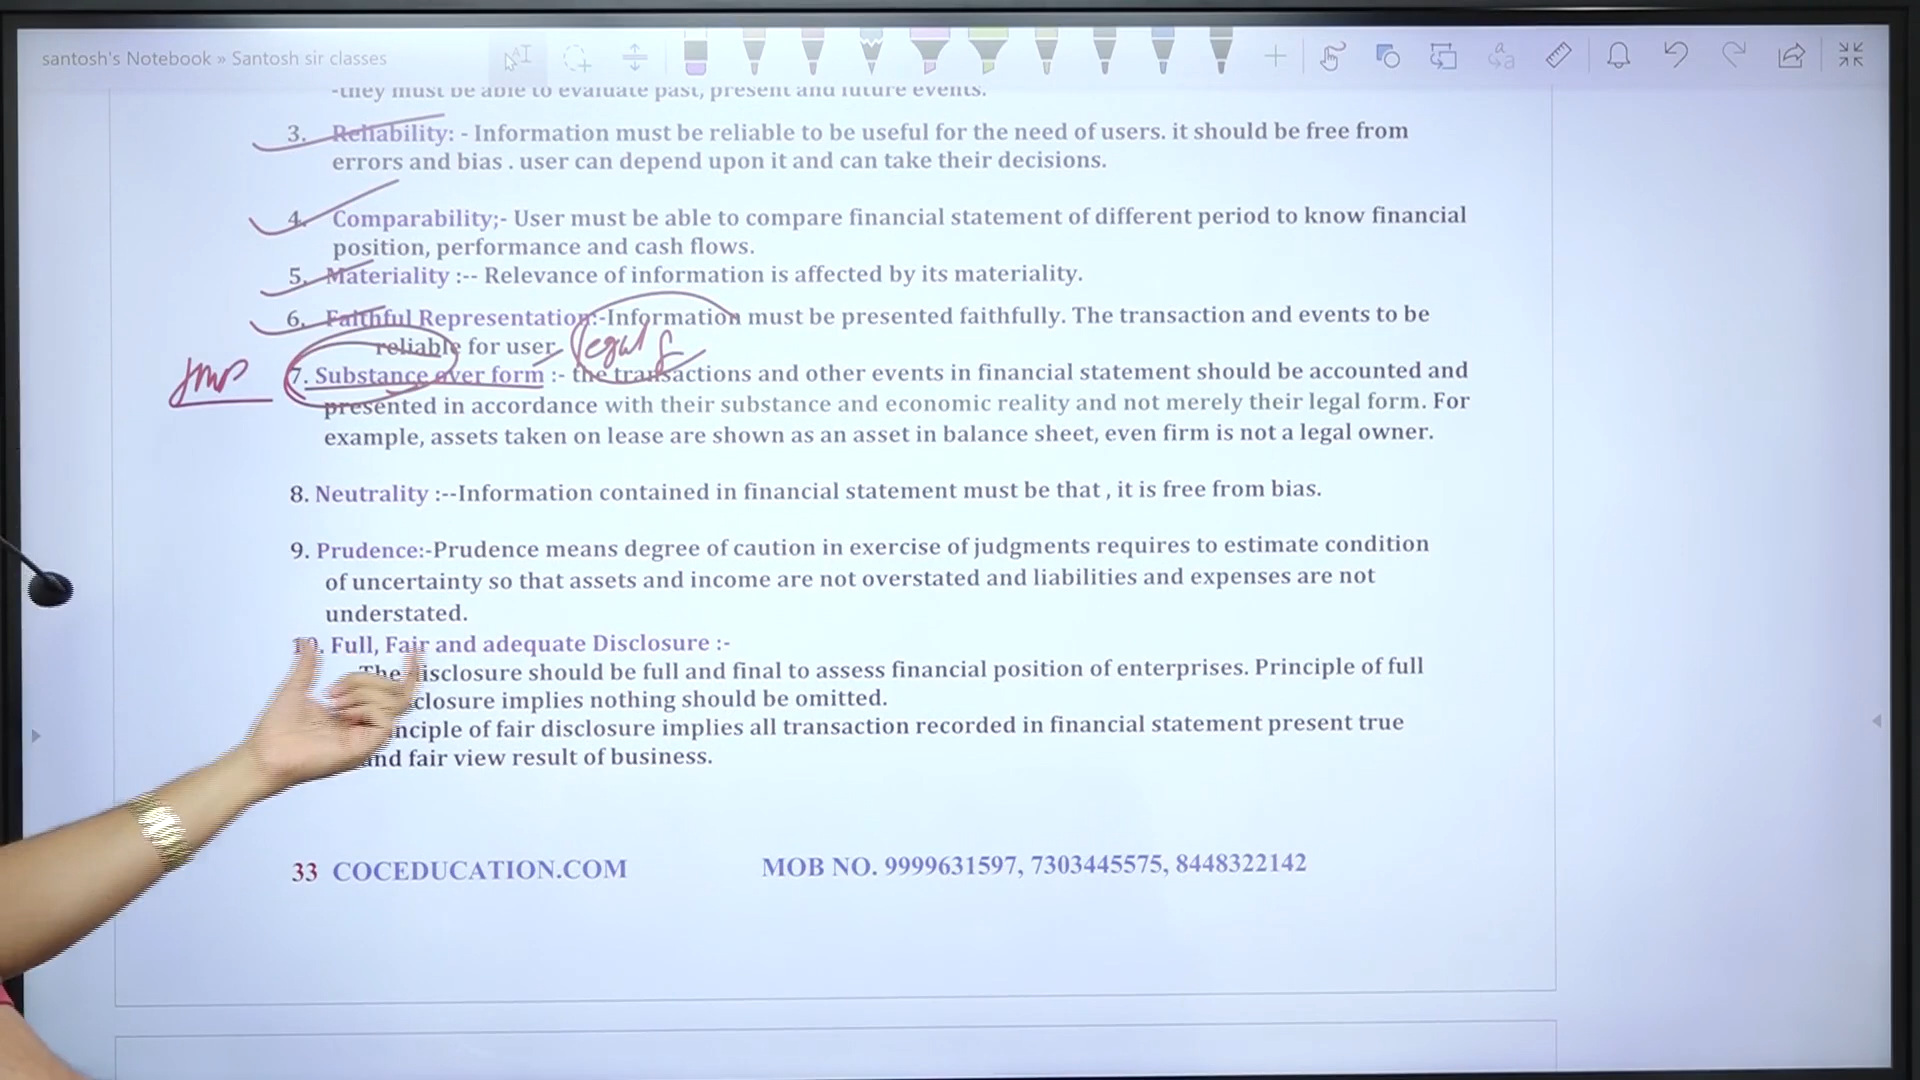 santosh's Notebook » Santosh sir classes
-they must be able to evaluate past, present and future events.
3. Reliability: - Information must be reliable to be useful for the need of users. it should be free from
errors and bias . user can depend upon it and can take their decisions.
4. Comparability;- User must be able to compare financial statement of different period to know financial
position, performance and cash flows.
5. Materiality :-- Relevance of information is affected by its materiality.
6. Faithful Representation:-Information must be presented faithfully. The transaction and events to be
reliable for user
legal
Imp
7. Substance over form :- the transactions and other events in financial statement should be accounted and
presented in accordance with their substance and economic reality and not merely their legal form. For
example, assets taken on lease are shown as an asset in balance sheet, even firm is not a legal owner.
8. Neutrality :--Information contained in financial statement must be that , it is free from bias.
9. Prudence:-Prudence means degree of caution in exercise of judgments requires to estimate condition
of uncertainty so that assets and income are not overstated and liabilities and expenses are not
understated.
10. Full, Fair and adequate Disclosure :-
The disclosure should be full and final to assess financial position of enterprises. Principle of full
closure implies nothing should be omitted.
nciple of fair disclosure implies all transaction recorded in financial statement present true
and fair view result of business.
33 COCEDUCATION.COM MOB NO. 9999631597, 7303445575, 8448322142